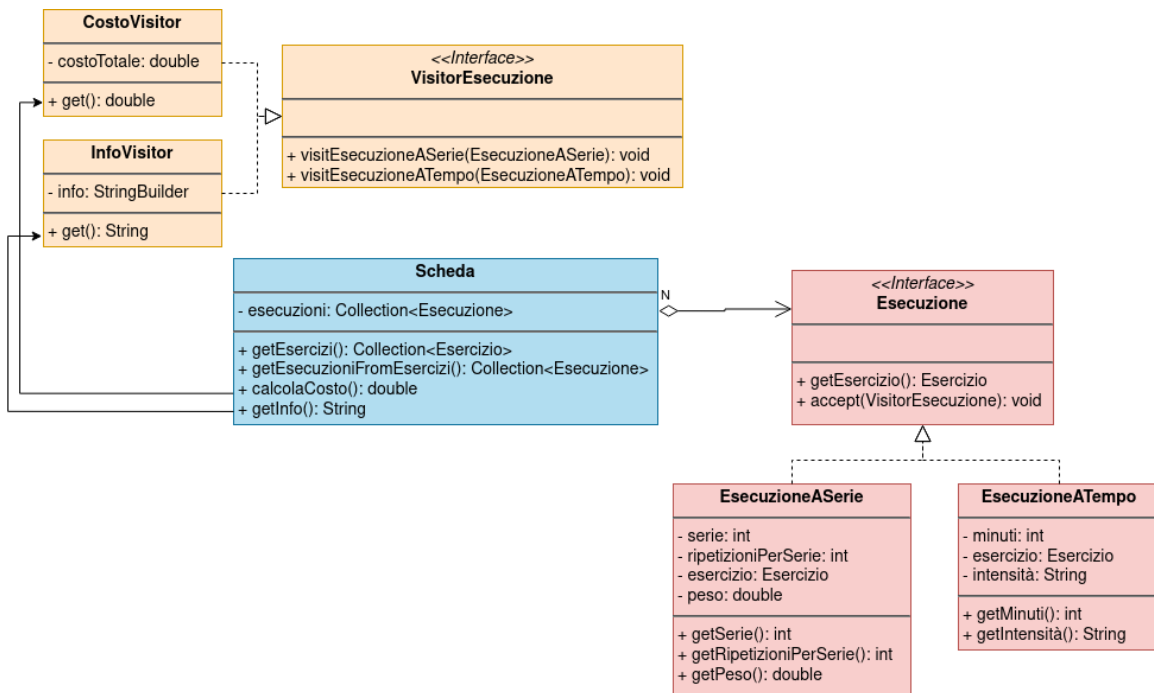 CostoVisitor
- costoTotale: double
+ get(): double
<<Interface>>
VisitorEsecuzione
+ visitEsecuzioneASerie(EsecuzioneASerie): void
+ visitEsecuzioneATempo(EsecuzioneATempo): void
InfoVisitor
- info: StringBuilder
+ get(): String
Scheda
- esecuzioni: Collection<Esecuzione>
+ getEsercizi(): Collection<Esercizio>
+ getEsecuzioniFromEsercizi(): Collection<Esecuzione>
+ calcolaCosto(): double
+ getInfo(): String
N
<<Interface>>
Esecuzione
+ getEsercizio(): Esercizio
+ accept(VisitorEsecuzione): void
EsecuzioneASerie
- serie: int
- ripetizioniPerSerie: int
- esercizio: Esercizio
- peso: double
+ getSerie(): int
+ getRipetizioniPerSerie(): int
+ getPeso(): double
EsecuzioneATempo
- minuti: int
- esercizio: Esercizio
- intensità: String
+ getMinuti(): int
+ getIntensità(): String